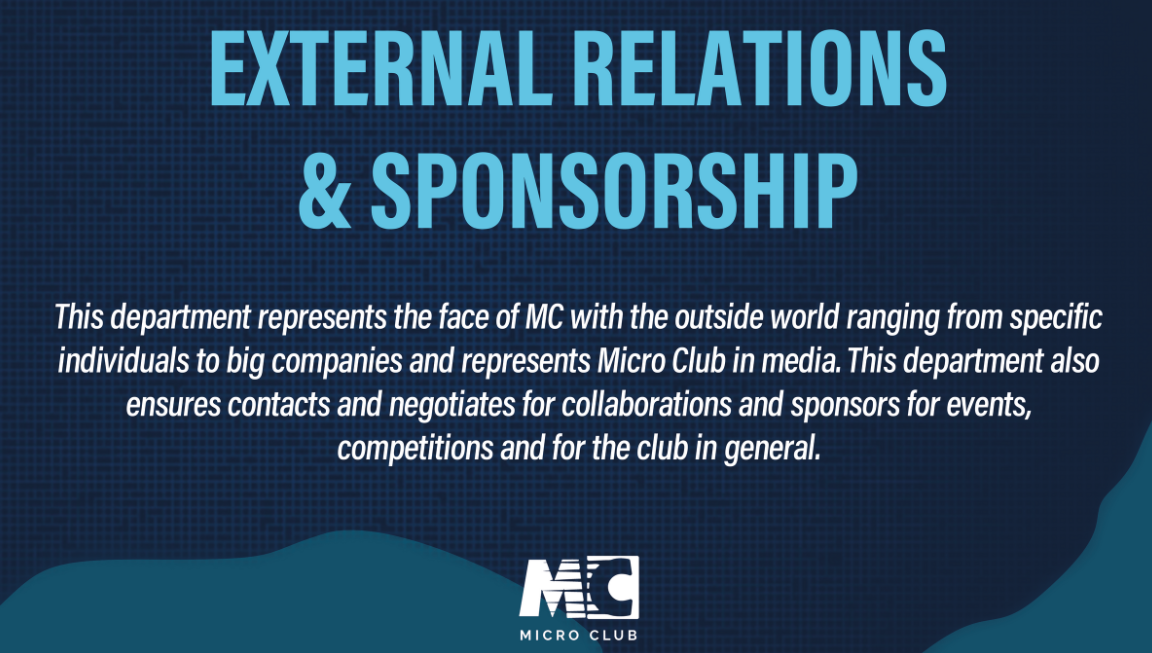 EXTERNAL RELATIONS
& SPONSORSHIP
This department represents the face of MC with the outside world ranging from specific
individuals to big companies and represents Micro Club in media. This department also
ensures contacts and negotiates for collaborations and sponsors for events,
competitions and for the club in general.
MC
MICRO CLUB